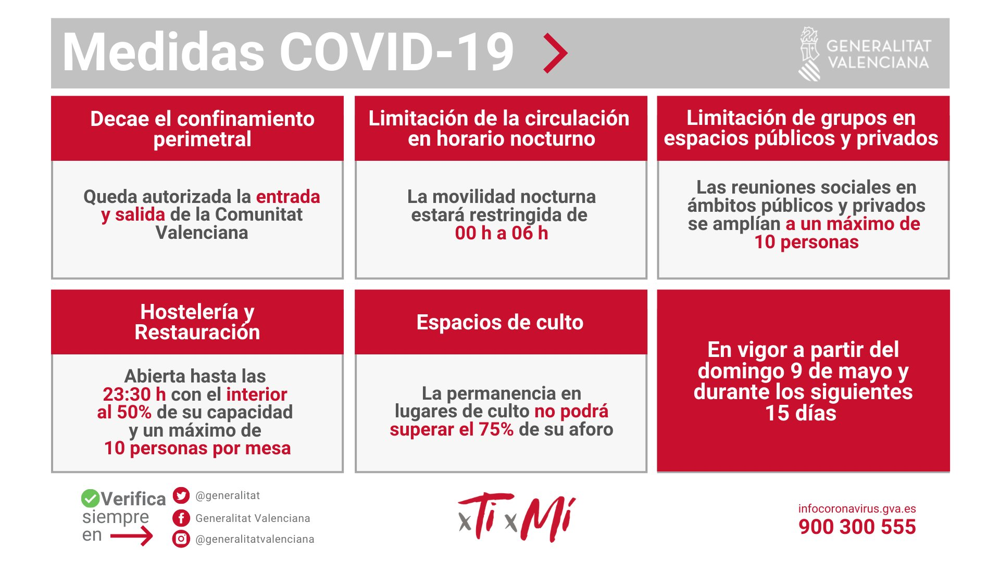 Medidas COVID-19
GENERALITAT
VALENCIANA
Decae el confinamiento
perimetral
Queda autorizada la entrada
y salida de la Comunitat
Valenciana
Limitación de la circulación
en horario nocturno
La movilidad nocturna
estará restringida de
00 h a 06 h
Limitación de grupos en
espacios públicos y privados
Las reuniones sociales en
ámbitos públicos y privados
se amplían a un máximo de
10 personas
Hostelería y
Restauración
Abierta hasta las
23:30 h con el interior
al 50% de su capacidad
y un máximo de
10 personas por mesa
Espacios de culto
La permanencia en
lugares de culto no podrá
superar el 75% de su aforo
En vigor a partir del
domingo 9 de mayo y
durante los siguientes
15 días
Verifica
siempre
en
@generalitat
Generalitat Valenciana
@generalitatvalenciana
xTi xMí
infocoronavirus.gva.es
900 300 555